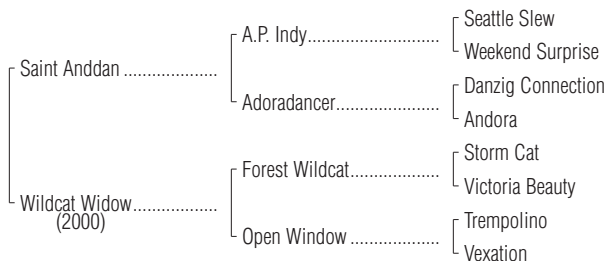 Seattle Slew
A.P. Indy....................................
Weekend Surprise
Saint Anddan .....................
Danzig Connection
Adoradancer............................
Andora
Storm Cat
Forest Wildcat..........................
Victoria Beauty
Wildcat Widow...................
(2000)
Trempolino
Open Window .........................
Vexation